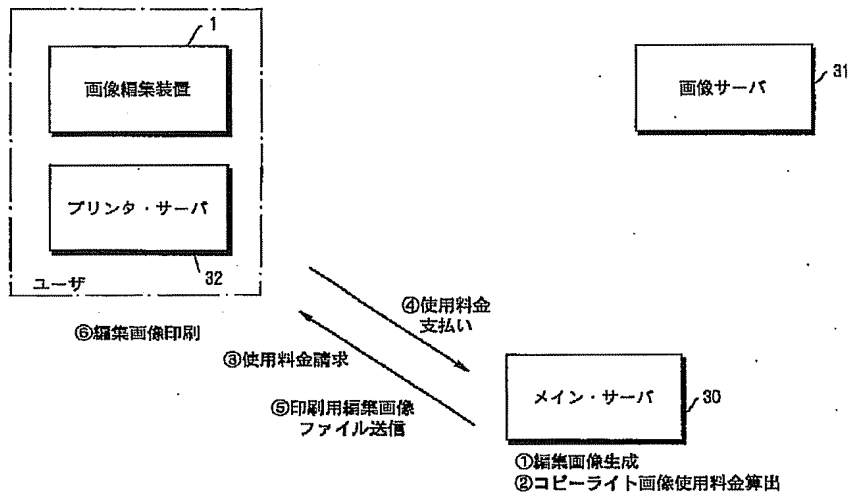 1
画像編集装置
画像サーバ
31
プリンタ・サーバ
32
ユーザ
④使用料金
支払い
⑥編集画像印刷
③使用料金請求
⑤印刷用編集画像
ファイル送信
メイン・サーバ
30
①編集画像生成
②コピーライト画像使用料金算出